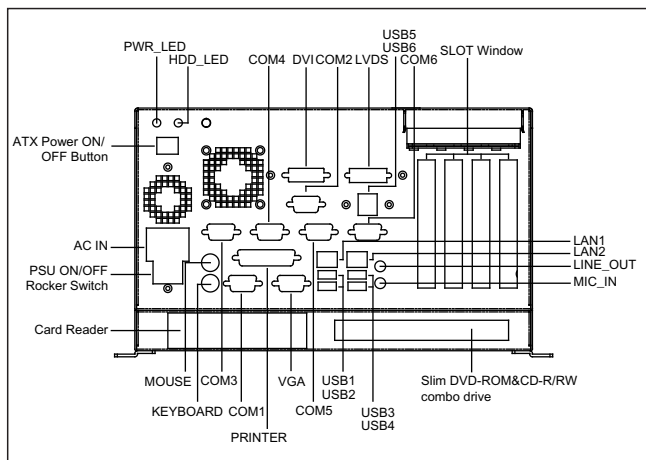 USB5
USB6
PWR_LED
HDD_LED
COM4
DVI
COM2
LVDS
COM6
SLOT Window
ATX Power ON/
OFF Button
AC IN
PSU ON/OFF
Rocker Switch
LAN1
LAN2
LINE_OUT
MIC_IN
Card Reader
MOUSE
COM3
VGA
USB1
USB2
Slim DVD-ROM&CD-R/RW
combo drive
KEYBOARD
COM1
COM5
USB3
USB4
PRINTER